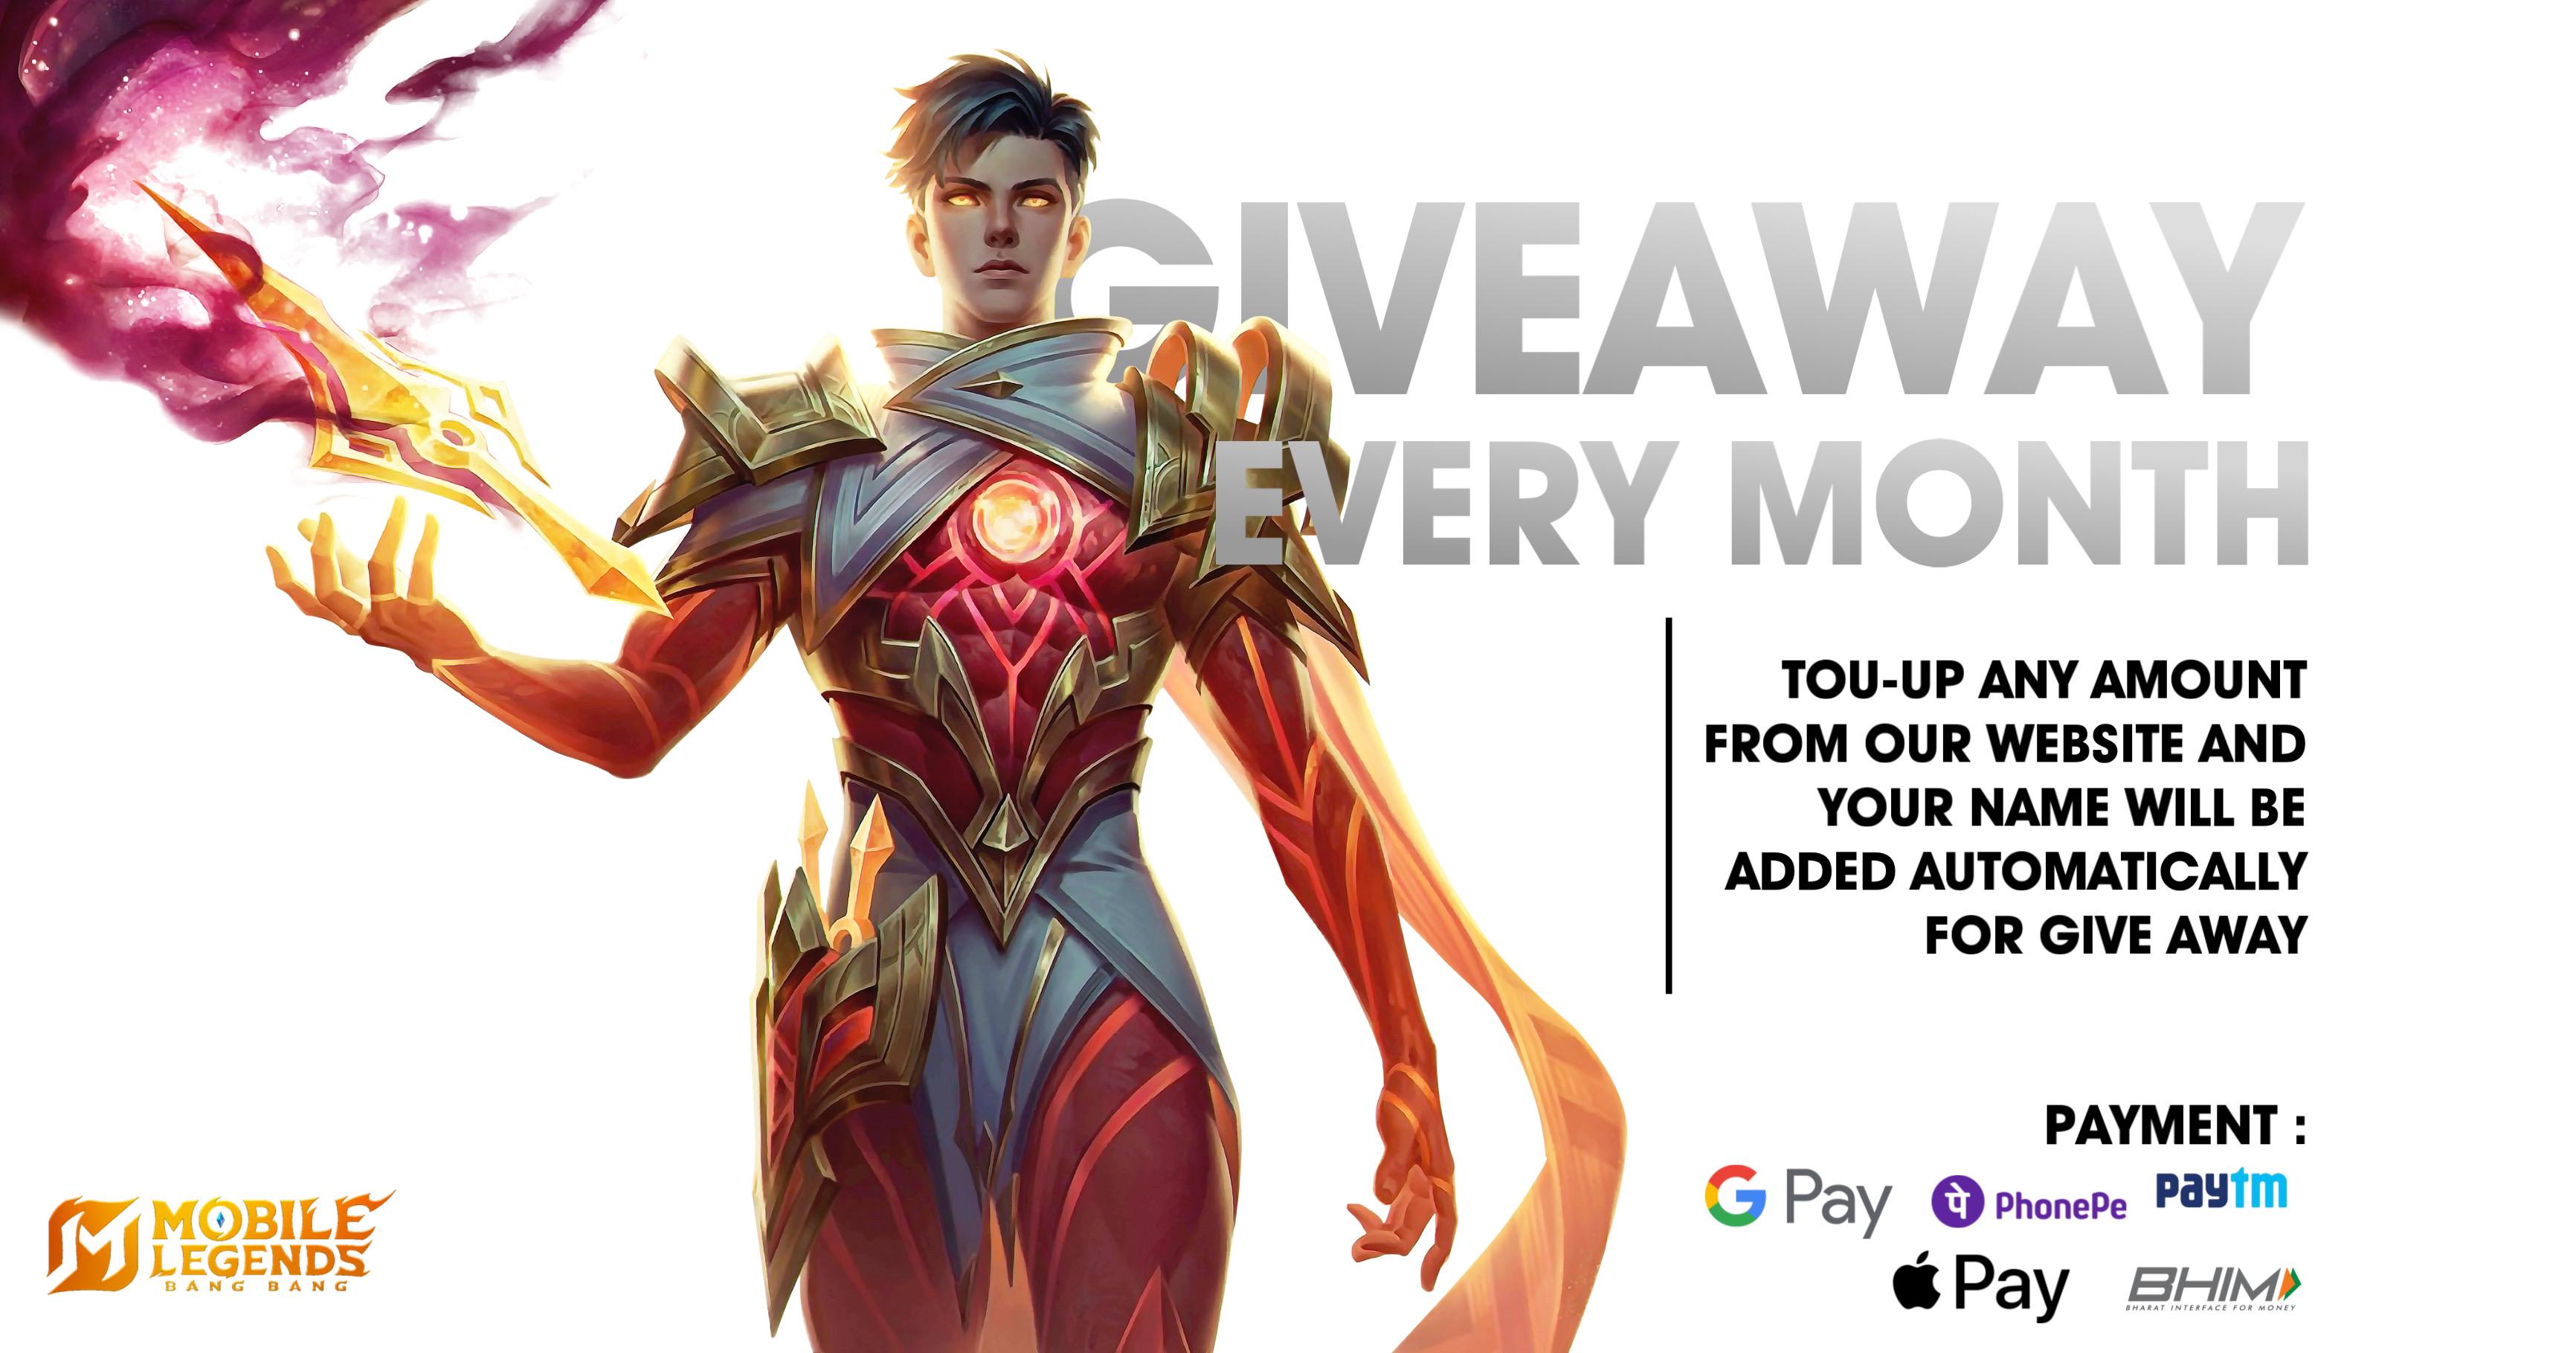 GIVEAWAY
EVERY MONTH
TOU-UP ANY AMOUNT
FROM OUR WEBSITE AND
YOUR NAME WILL BE
ADDED AUTOMATICALLY
FOR GIVE AWAY
PAYMENT :
G Pay
पे PhonePe
paytm
Pay
BHIM
BHARAT INTERFACE FOR MONEY
MOBILE
LEGENDS
BANG BANG